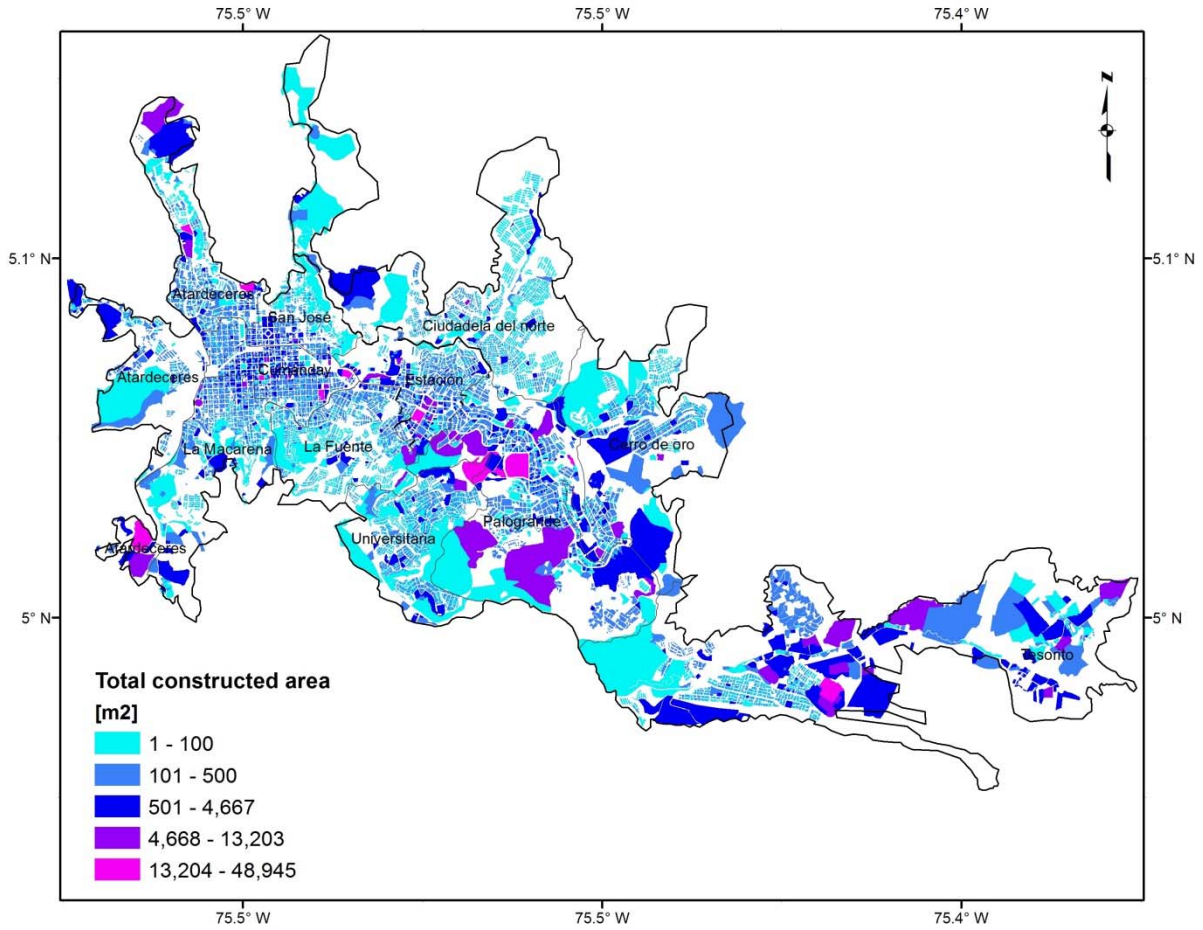 75.5° W 75.5° W 75.4° W
N
5.1° N 5.1° N
Atardeceres
San José
Ciudadela del norte
Atardeceres
Cumanday
Estación
La Macarena
La Fuente
Cerro de oro
Palogrande
Universitaria
Atardeceres
5° N 5° N
Tesorito
Total constructed area
[m2]
1 - 100
101 - 500
501 - 4,667
4,668 - 13,203
13,204 - 48,945
75.5° W 75.5° W 75.4° W